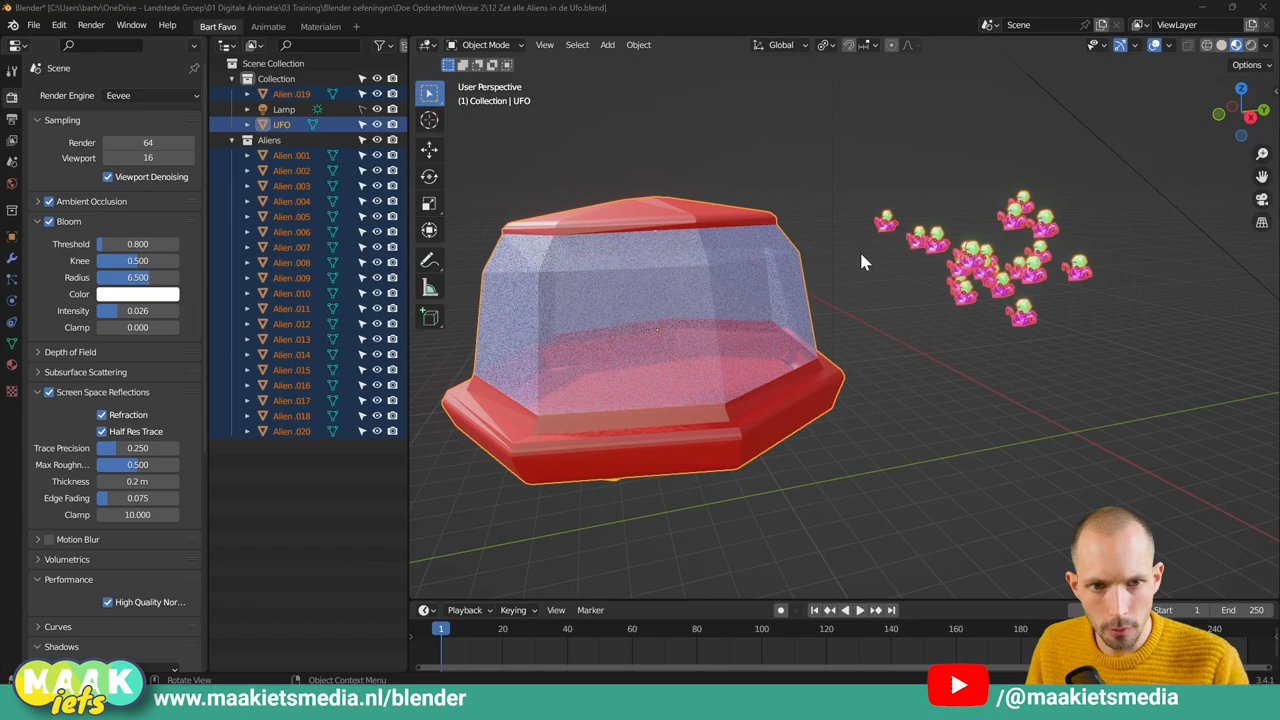 Blender* [C:\Users\bartv\OneDrive - Landstede Groep\01 Digitale Animatie\03 Training\Blender oefeningen\Doe Opdrachten\Versie 2\12 Zet alle Aliens in de Ufo.blend]
File Edit Render Window Help Bart Favo Animatie Materialen Scene ViewLayer
Object Mode View Select Add Object Global
Options
Scene
Render Engine Eevee
Sampling
Render 64
Viewport 16
Viewport Denoising
Ambient Occlusion
Bloom
Threshold 0.800
Knee 0.500
Radius 6.500
Color
Intensity 0.026
Clamp 0.000
Depth of Field
Subsurface Scattering
Screen Space Reflections
Refraction
Half Res Trace
Trace Precision 0.250
Max Roughn... 0.500
Thickness 0.2 m
Edge Fading 0.075
Clamp 10.000
Motion Blur
Volumetrics
Performance
High Quality Nor...
Curves
Shadows
Scene Collection
Collection
Alien .019
Lamp
UFO
Aliens
Alien .001
Alien .002
Alien .003
Alien .004
Alien .005
Alien .006
Alien .007
Alien .008
Alien .009
Alien .010
Alien .011
Alien .012
Alien .013
Alien .014
Alien .015
Alien .016
Alien .017
Alien .018
Alien .020
User Perspective
(1) Collection | UFO
Z
Y
X
Playback Keying View Marker Start 1 End 250
1 20 40 60 80 100 120 140 160 180 240
Rotate View Object Context Menu 3.4.1
MAAK
iets
www.maakietsmedia.nl/blender
/@maakietsmedia